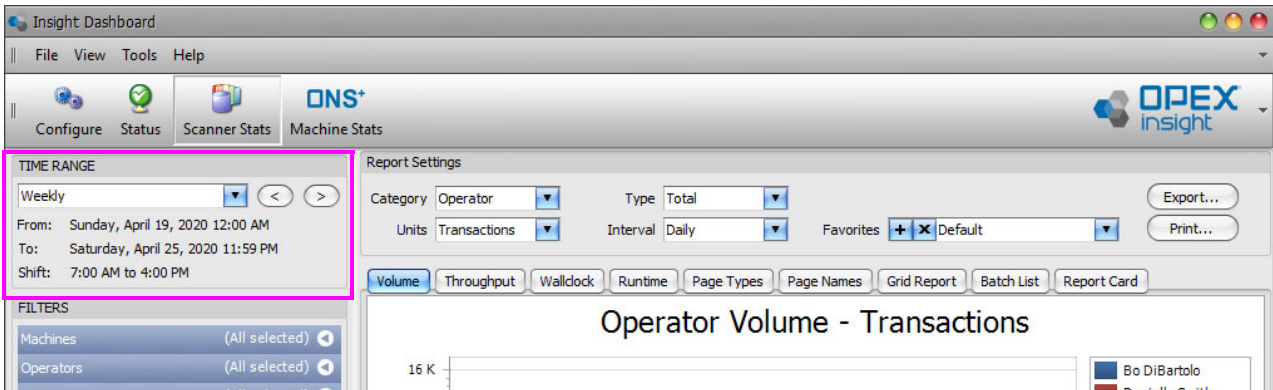 Insight Dashboard
File View Tools Help
Configure Status Scanner Stats ONS+ Machine Stats
OPEX
insight
TIME RANGE
Weekly < >
From: Sunday, April 19, 2020 12:00 AM
To: Saturday, April 25, 2020 11:59 PM
Shift: 7:00 AM to 4:00 PM
FILTERS
Machines (All selected)
Operators (All selected)
Report Settings
Category Operator Type Total Export...
Units Transactions Interval Daily Favorites + x Default Print...
Volume Throughput Wallclock Runtime Page Types Page Names Grid Report Batch List Report Card
Operator Volume - Transactions
16 K
Bo DiBartolo